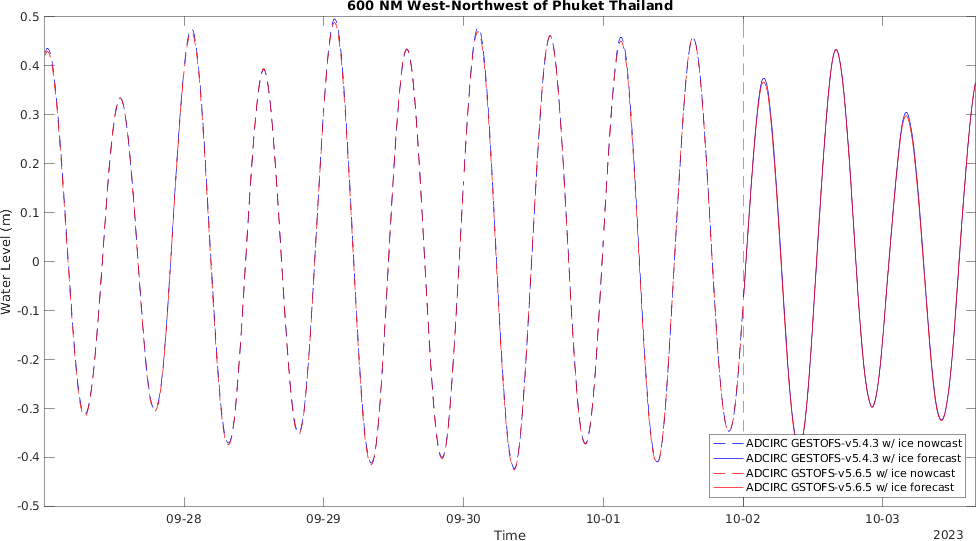 600 NM West-Northwest of Phuket Thailand
0.5
0.4
0.3
0.2
0.1
0
-0.1
-0.2
-0.3
-0.4
-0.5
Water Level (m)
ADCIRC GESTOFS-v5.4.3 w/ ice nowcast
ADCIRC GESTOFS-v5.4.3 w/ ice forecast
ADCIRC GSTOFS-v5.6.5 w/ ice nowcast
ADCIRC GSTOFS-v5.6.5 w/ ice forecast
09-28 09-29 09-30 10-01 10-02 10-03
Time
2023